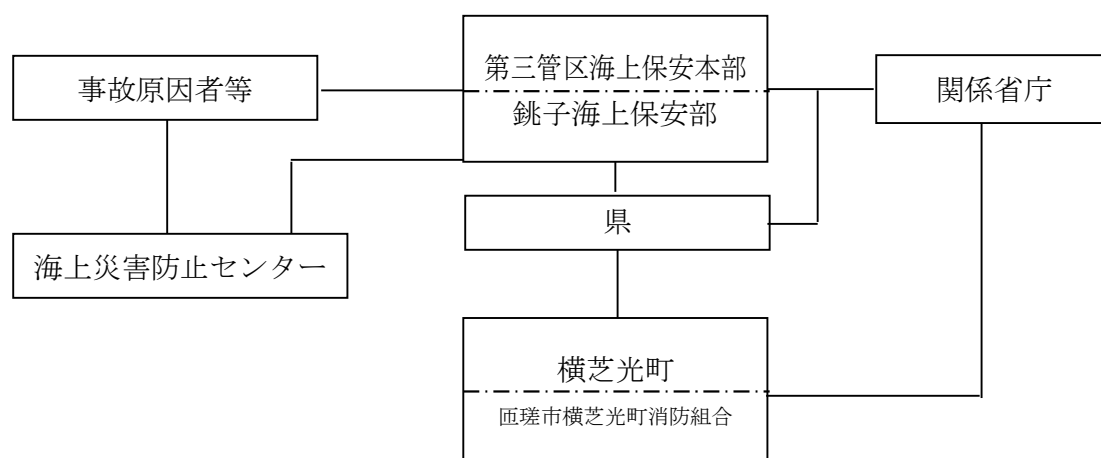 第三管区海上保安本部
事故原因者等
関係省庁
銚子海上保安部
県
海上災害防止センター
横芝光町
匝瑳市横芝光町消防組合